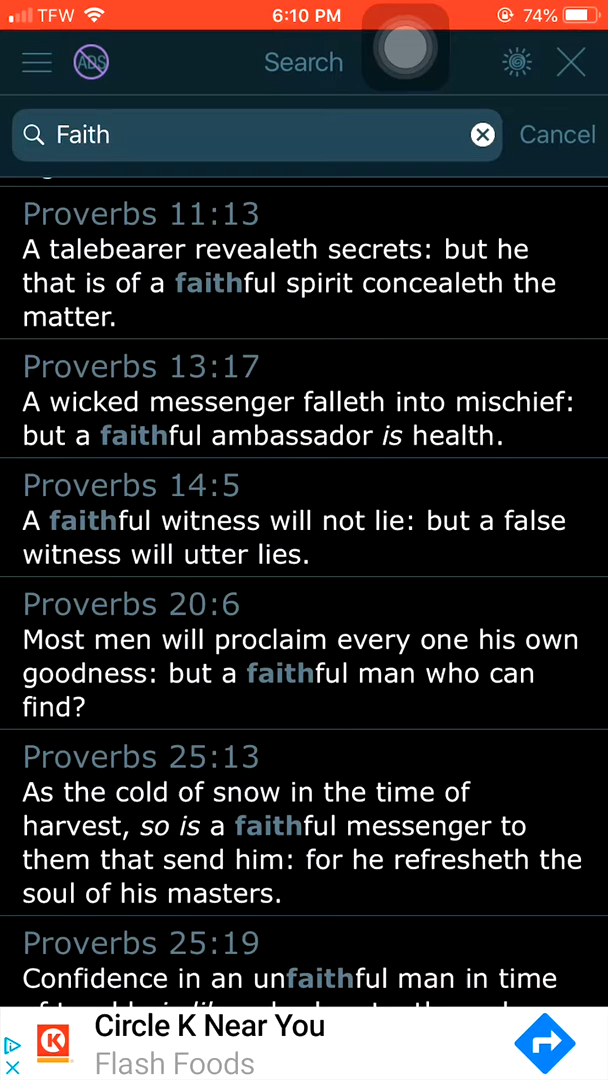 TFW 6:10 PM 74%
ADS Search
Faith Cancel
Proverbs 11:13
A talebearer revealeth secrets: but he
that is of a faithful spirit concealeth the
matter.
Proverbs 13:17
A wicked messenger falleth into mischief:
but a faithful ambassador is health.
Proverbs 14:5
A faithful witness will not lie: but a false
witness will utter lies.
Proverbs 20:6
Most men will proclaim every one his own
goodness: but a faithful man who can
find?
Proverbs 25:13
As the cold of snow in the time of
harvest, so is a faithful messenger to
them that send him: for he refresheth the
soul of his masters.
Proverbs 25:19
Confidence in an unfaithful man in time
Circle K Near You
Flash Foods